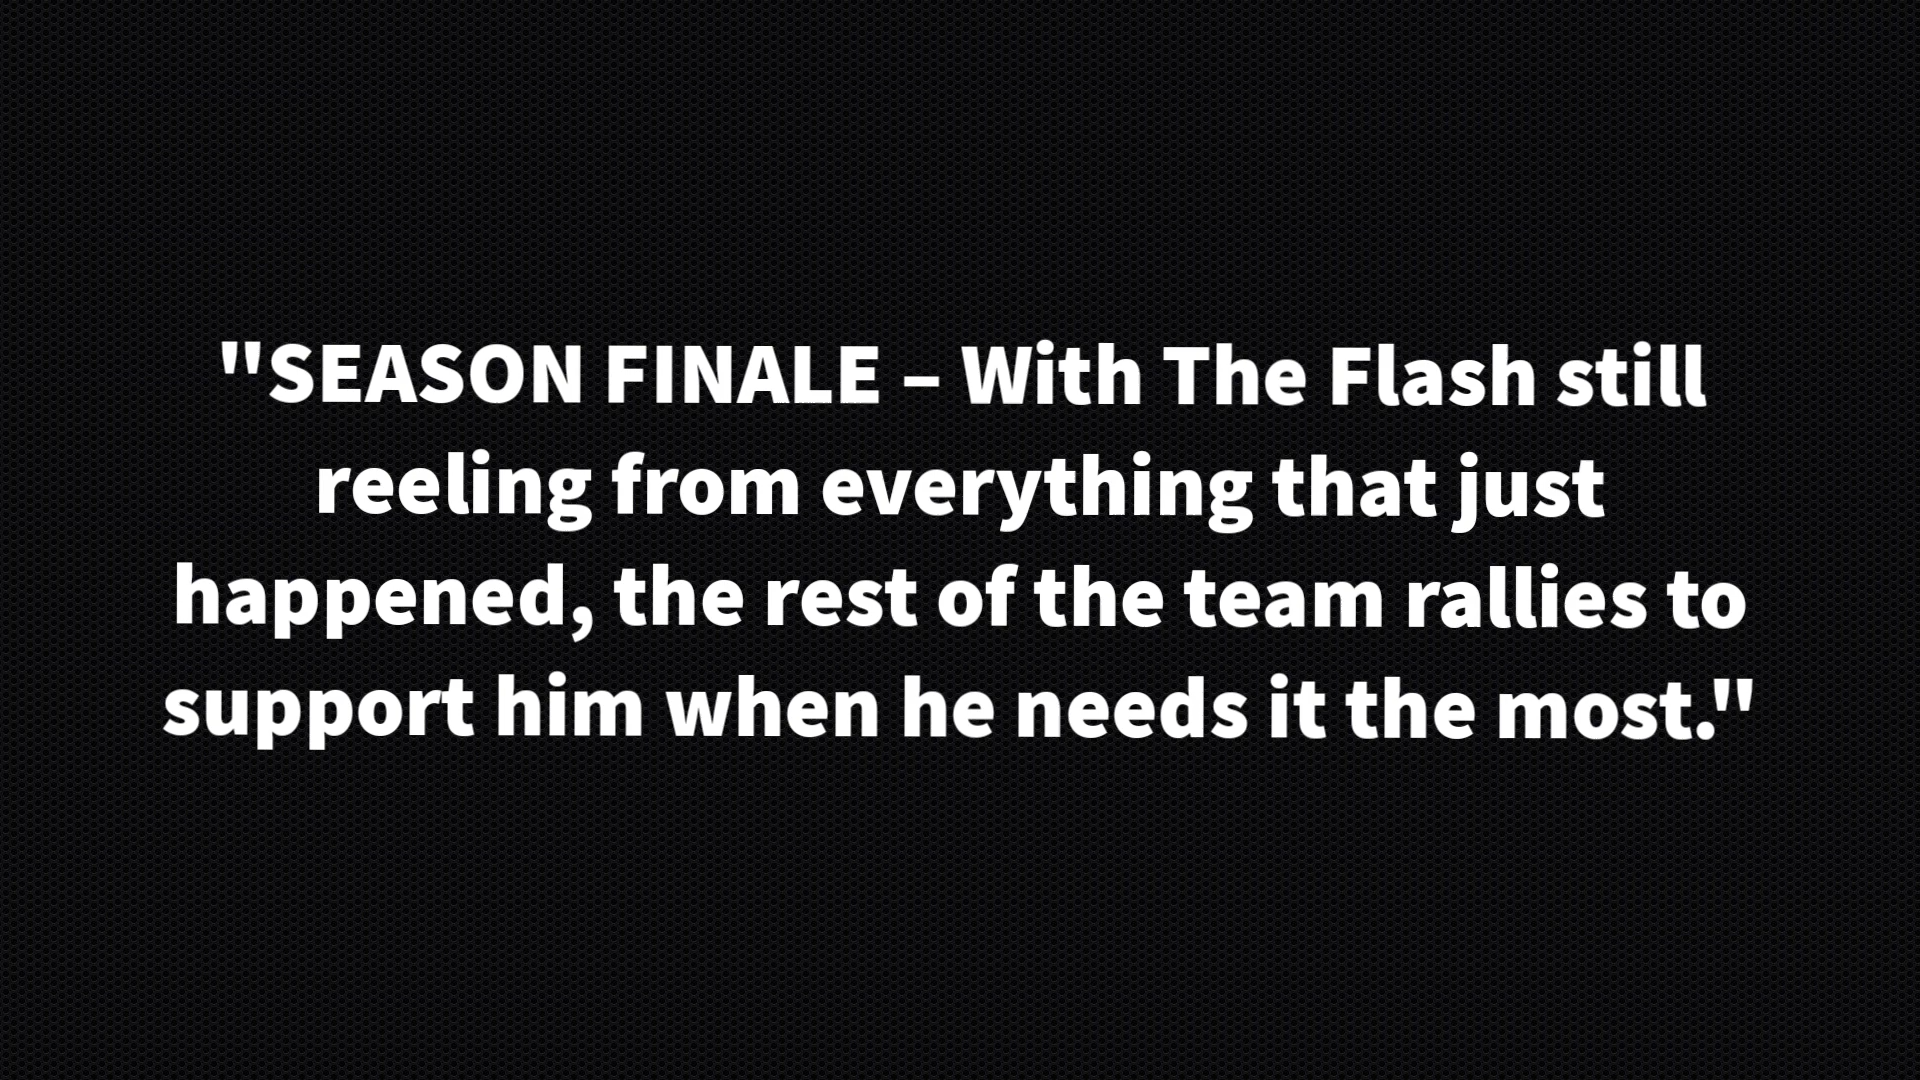 "SEASON FINALE – With The Flash still
reeling from everything that just
happened, the rest of the team rallies to
support him when he needs it the most."